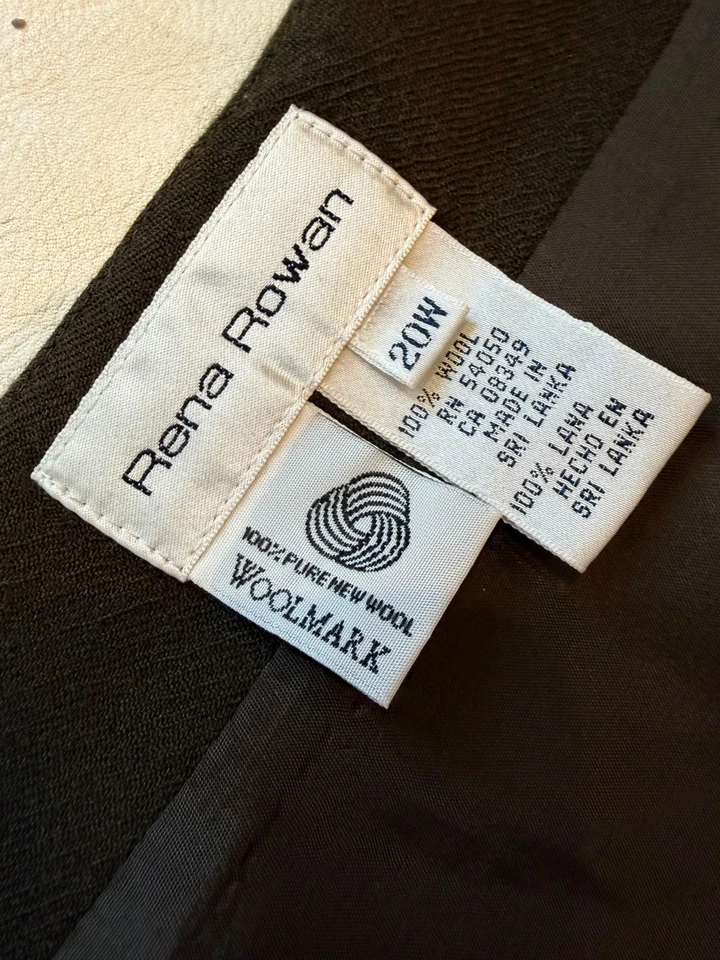 Rena Rowan
20W
100% WOOL
RN 54050
CA 08349
MADE IN
SRI LANKA
100% LANA
HECHO EN
SRI LANKA
100% PURE NEW WOOL
WOOLMARK